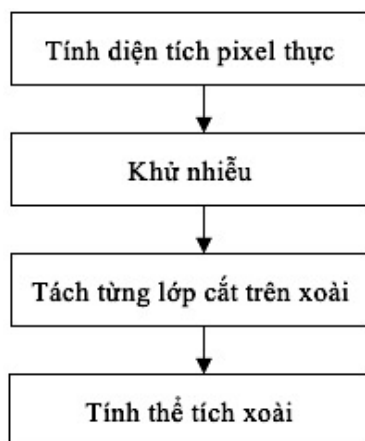 Tính diện tích pixel thực
Khử nhiễu
Tách từng lớp cắt trên xoài
Tính thể tích xoài